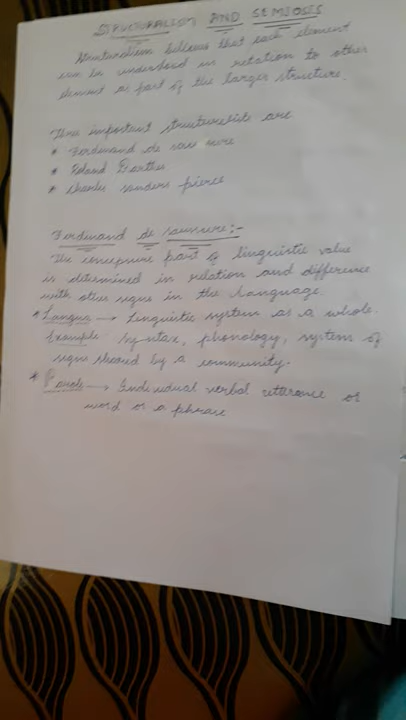 STRUCTURALISM AND SEMIOSIS
Structuralism believes that each element
can be understood in relation to other
element as part of the larger structure.
Three important structuralists are
* Ferdinand de saussure
* Roland Barthes
* Charles sanders pierce
Ferdinand de saussure:-
The conceptual part of linguistic value
is determined in relation and difference
with other signs in the language.
* Langue → Linguistic system as a whole.
Example Syntax, phonology, system of
signs shared by a community.
* Parole → Individual verbal utterance or
word or a phrase